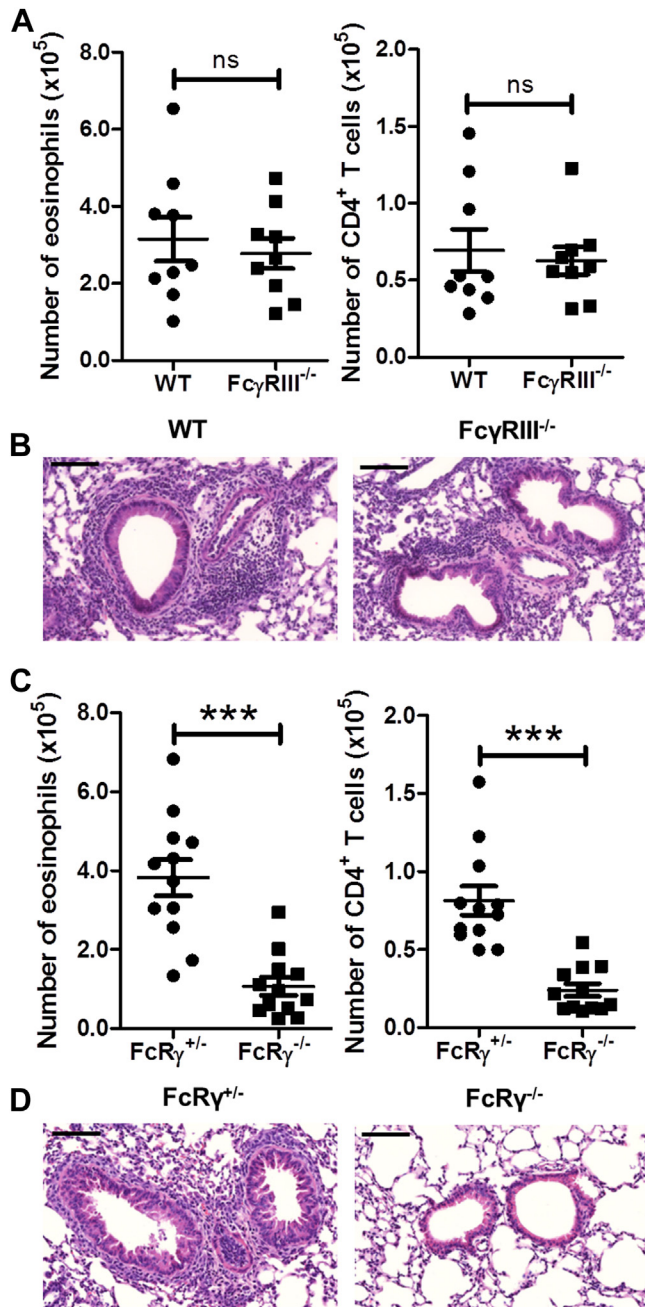 A
Number of eosinophils (x10⁵)
8.0
6.0
4.0
2.0
0.0
ns
WT
FcγRIII⁻/⁻
Number of CD4⁺ T cells (x10⁵)
2.0
1.5
1.0
0.5
0.0
ns
WT
FcγRIII⁻/⁻
B
WT
FcγRIII⁻/⁻
C
Number of eosinophils (x10⁵)
8.0
6.0
4.0
2.0
0.0
***
FcRγ⁺/⁻
FcRγ⁻/⁻
Number of CD4⁺ T cells (x10⁵)
2.0
1.5
1.0
0.5
0.0
***
FcRγ⁺/⁻
FcRγ⁻/⁻
D
FcRγ⁺/⁻
FcRγ⁻/⁻